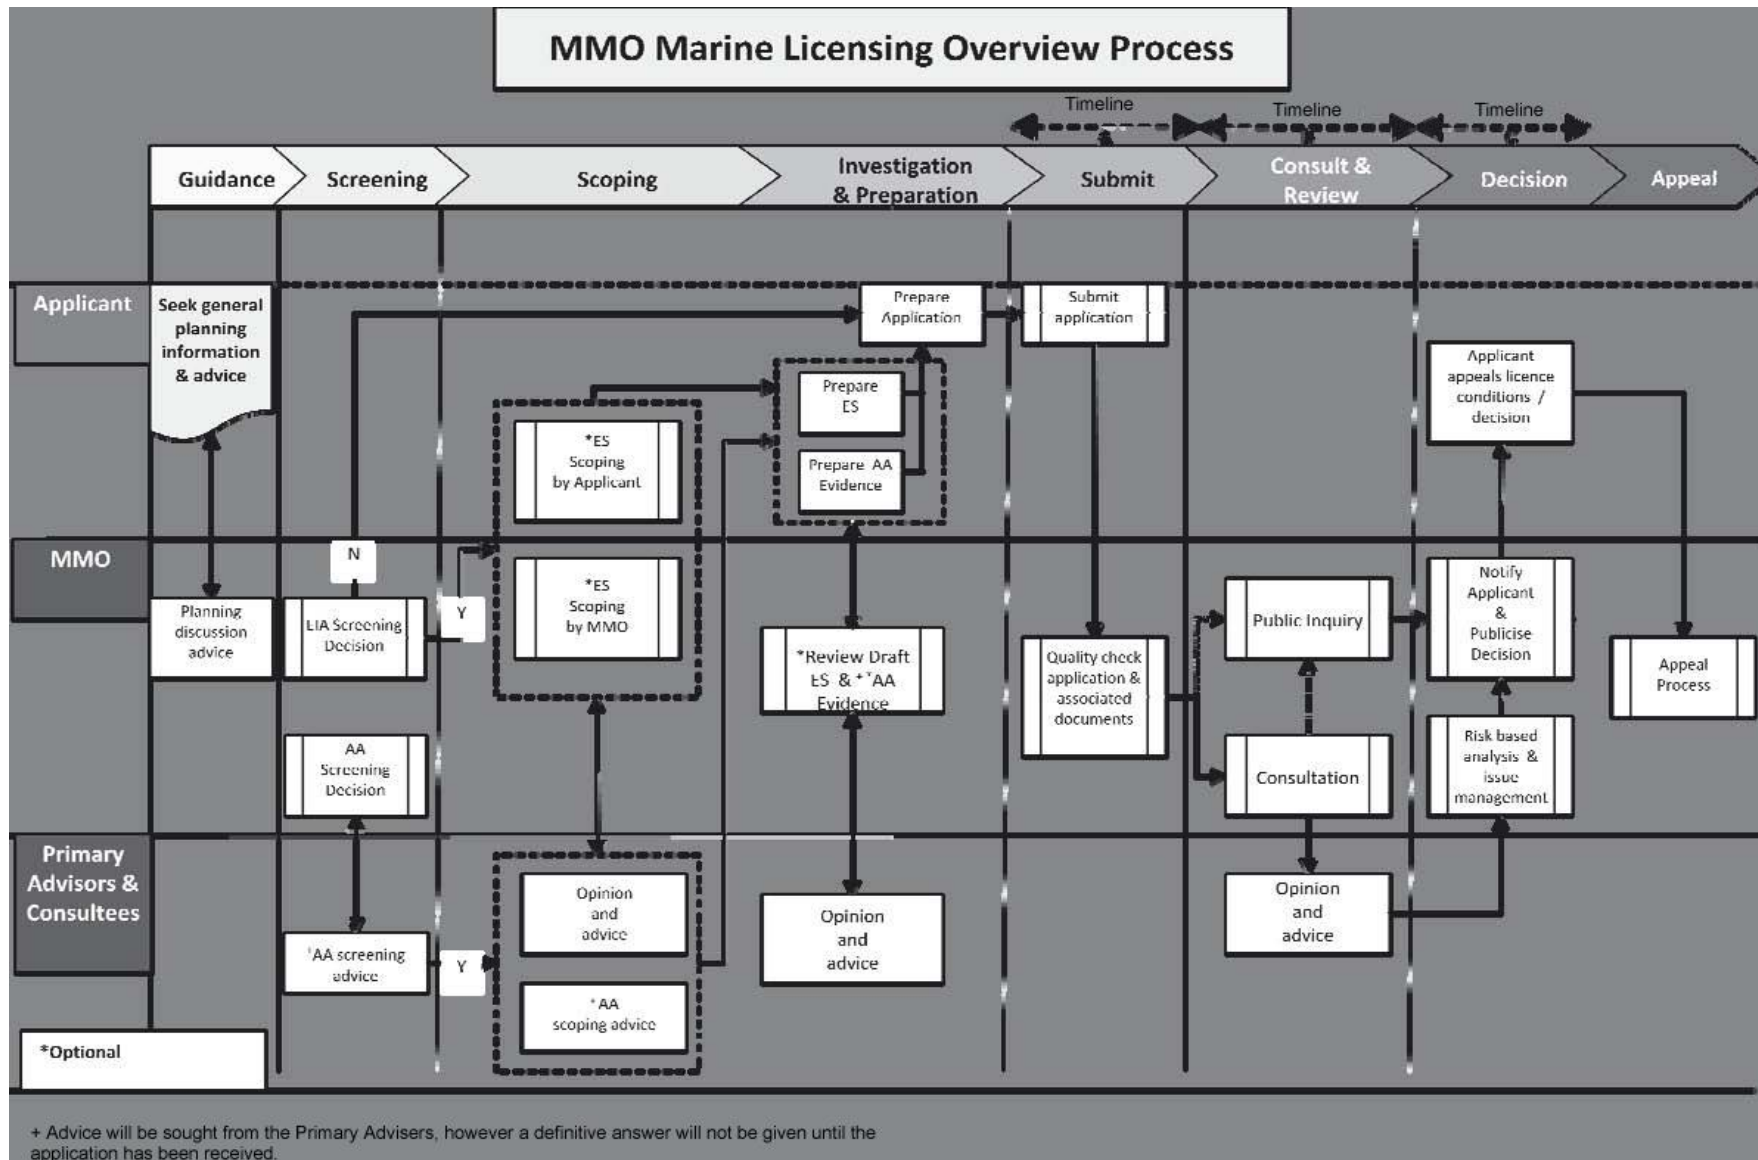 MMO Marine Licensing Overview Process
Timeline
Timeline
Timeline
Guidance
Screening
Scoping
Investigation
& Preparation
Submit
Consult &
Review
Decision
Appeal
Applicant
Seek general
planning
information
& advice
Prepare
Application
Submit
application
Prepare
ES
Prepare AA
Evidence
*ES
Scoping
by Applicant
Applicant
appeals licence
conditions /
decision
MMO
N
Y
Planning
discussion
advice
EIA Screening
Decision
*ES
Scoping
by MMO
*Review Draft
ES & +*AA
Evidence
Quality check
application &
associated
documents
Public Inquiry
Notify
Applicant
&
Publicise
Decision
Appeal
Process
AA
Screening
Decision
Consultation
Risk based
analysis &
issue
management
Primary
Advisors &
Consultees
AA screening
advice
Y
Opinion
and
advice
AA
scoping advice
Opinion
and
advice
Opinion
and
advice
*Optional
+ Advice will be sought from the Primary Advisers, however a definitive answer will not be given until the
application has been received.